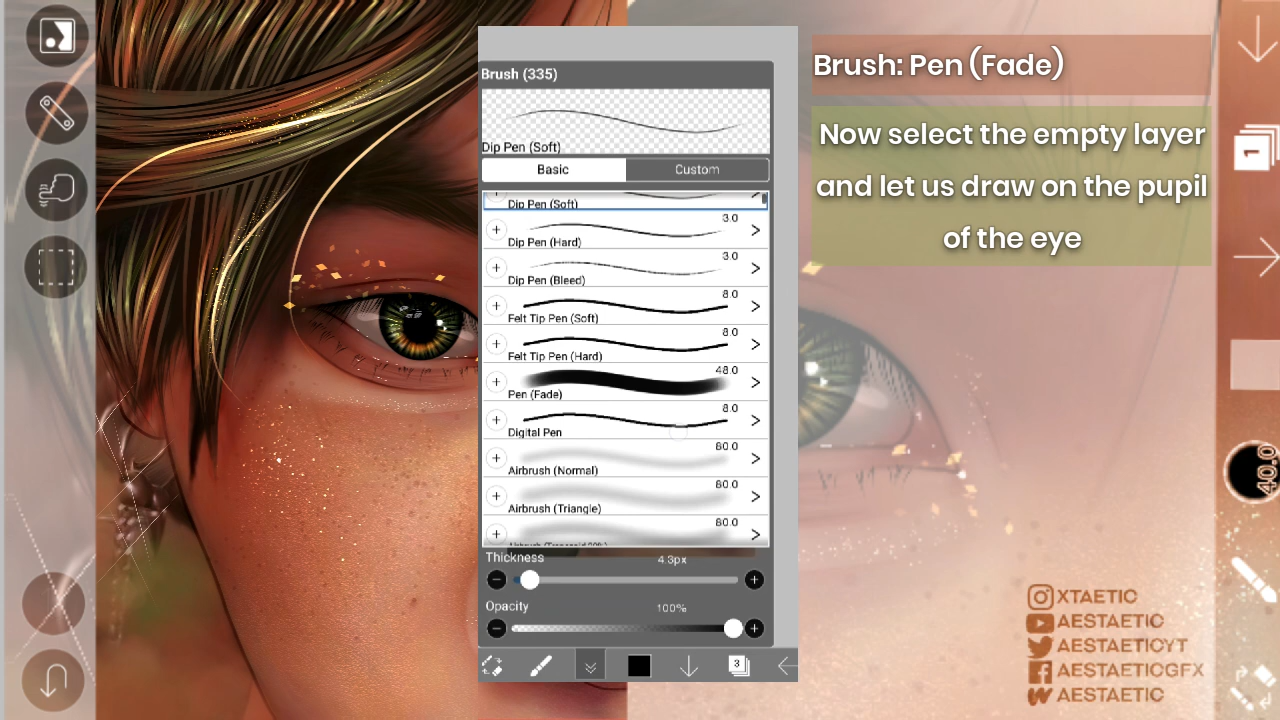 Brush (335)
Dip Pen (Soft)
Basic
Custom
Dip Pen (Soft)
3.0
Dip Pen (Hard)
3.0
Dip Pen (Bleed)
8.0
Felt Tip Pen (Soft)
8.0
Felt Tip Pen (Hard)
48.0
Pen (Fade)
8.0
Digital Pen
60.0
Airbrush (Normal)
60.0
Airbrush (Triangle)
60.0
Thickness
4.3px
Opacity
100%
3
Brush: Pen (Fade)
Now select the empty layer
and let us draw on the pupil
of the eye
1
40.0
XTAETIC
AESTAETIC
AESTAETICYT
AESTAETICGFX
AESTAETIC